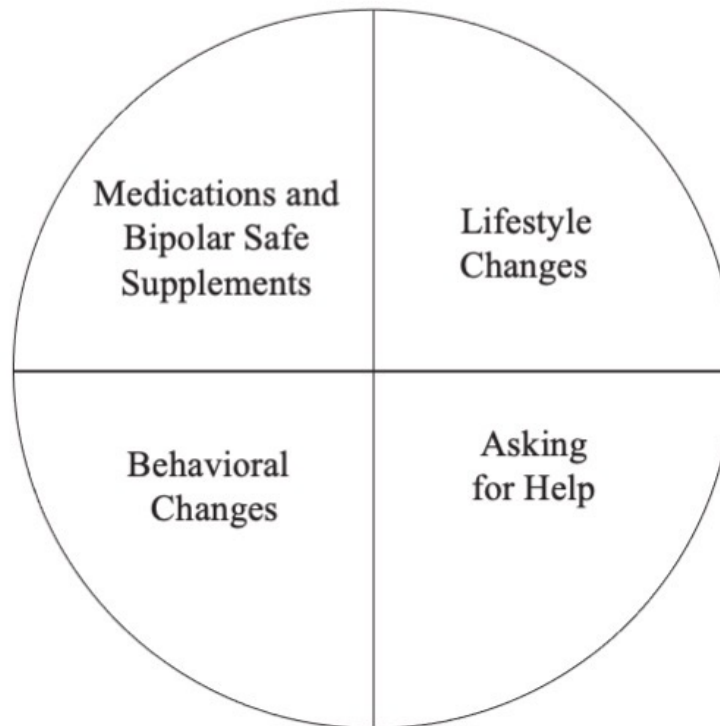 Medications and
Bipolar Safe
Supplements
Lifestyle
Changes
Behavioral
Changes
Asking
for Help